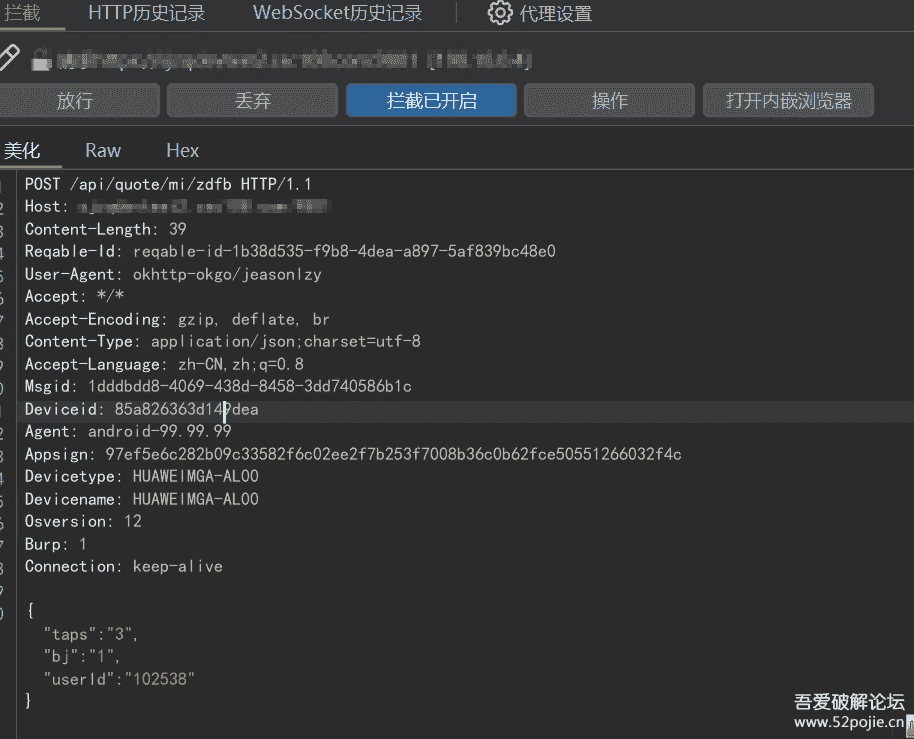 拦截 HTTP历史记录 WebSocket历史记录 代理设置
放行 丢弃 拦截已开启 操作 打开内嵌浏览器
美化 Raw Hex
POST /api/quote/mi/zdfb HTTP/1.1
Host:
Content-Length: 39
Reqable-Id: reqable-id-1b38d535-f9b8-4dea-a897-5af839bc48e0
User-Agent: okhttp-okgo/jeasonlzy
Accept: */*
Accept-Encoding: gzip, deflate, br
Content-Type: application/json;charset=utf-8
Accept-Language: zh-CN,zh;q=0.8
Msgid: 1dddbdd8-4069-438d-8458-3dd740586b1c
Deviceid: 85a826363d149dea
Agent: android-99.99.99
Appsign: 97ef5e6c282b09c33582f6c02ee2f7b253f7008b36c0b62fce50551266032f4c
Devicetype: HUAWEIMGA-AL00
Devicename: HUAWEIMGA-AL00
Osversion: 12
Burp: 1
Connection: keep-alive
{
"taps":"3",
"bj":"1",
"userId":"102538"
}
吾爱破解论坛
www.52pojie.cn